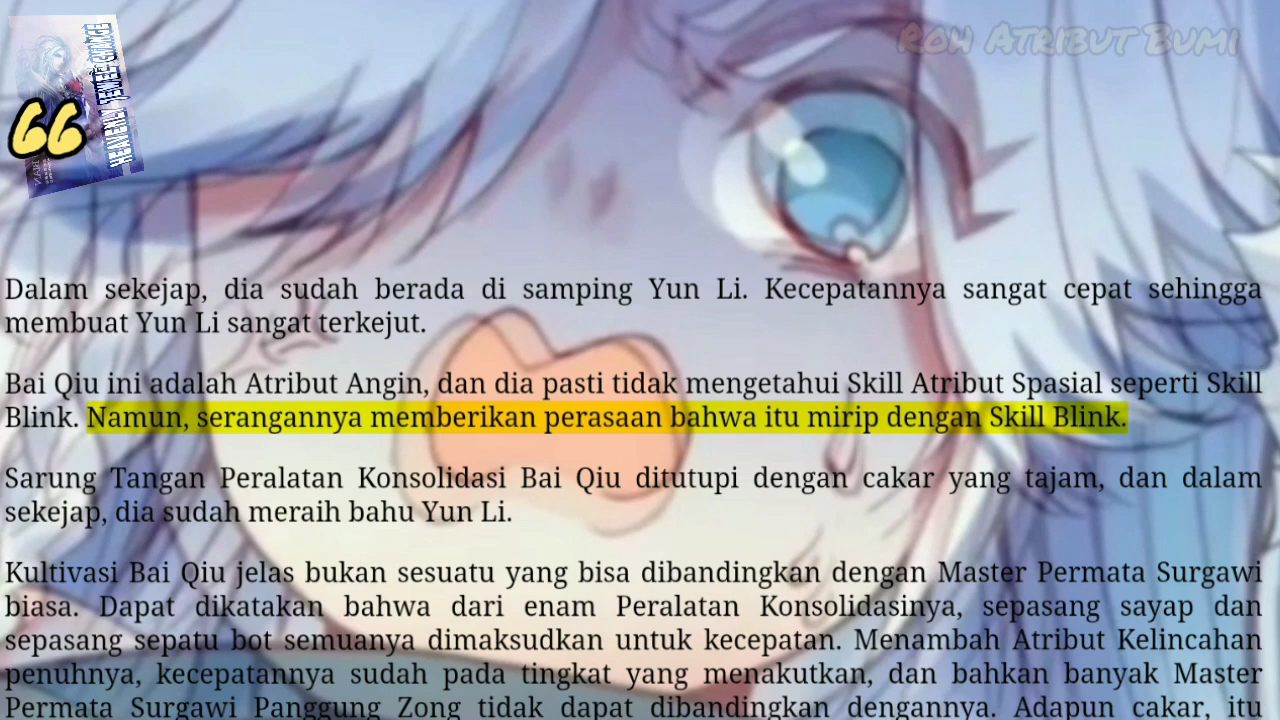 Roh Atribut Bumi
HEAVENLY JEWEL CHANGE
66
Dalam sekejap, dia sudah berada di samping Yun Li. Kecepatannya sangat cepat sehingga
membuat Yun Li sangat terkejut.
Bai Qiu ini adalah Atribut Angin, dan dia pasti tidak mengetahui Skill Atribut Spasial seperti Skill
Blink. Namun, serangannya memberikan perasaan bahwa itu mirip dengan Skill Blink.
Sarung Tangan Peralatan Konsolidasi Bai Qiu ditutupi dengan cakar yang tajam, dan dalam
sekejap, dia sudah meraih bahu Yun Li.
Kultivasi Bai Qiu jelas bukan sesuatu yang bisa dibandingkan dengan Master Permata Surgawi
biasa. Dapat dikatakan bahwa dari enam Peralatan Konsolidasinya, sepasang sayap dan
sepasang sepatu bot semuanya dimaksudkan untuk kecepatan. Menambah Atribut Kelincahan
penuhnya, kecepatannya sudah pada tingkat yang menakutkan, dan bahkan banyak Master
Permata Surgawi Panggung Zong tidak dapat dibandingkan dengannya. Adapun cakar, itu